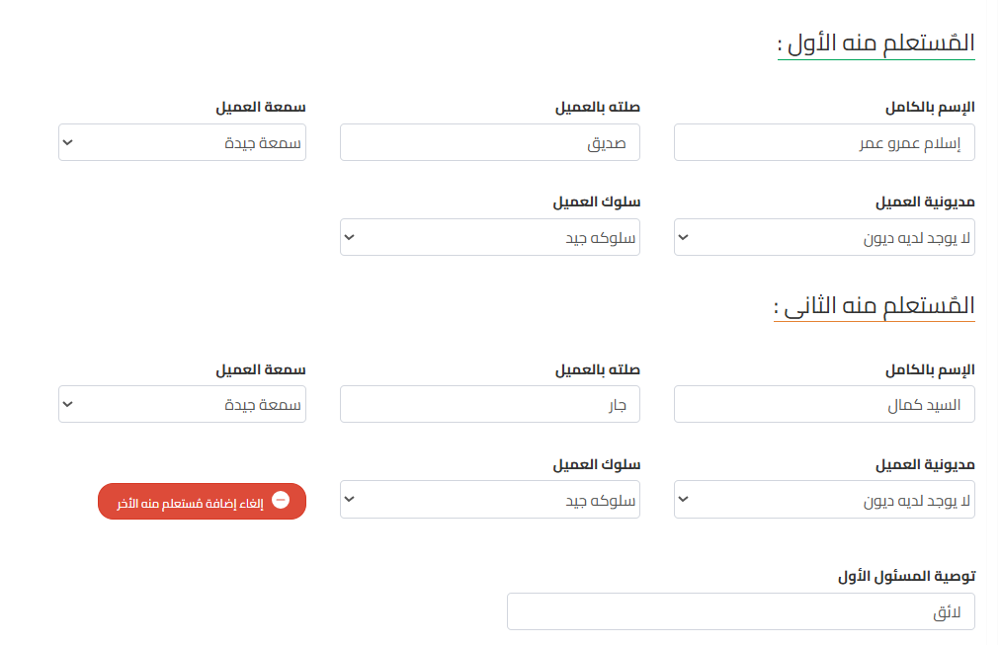 المُستعلم منه الأول :
الإسم بالكامل صلته بالعميل سمعة العميل
إسلام عمرو عمر صديق سمعة جيدة
مديونية العميل سلوك العميل
لا يوجد لديه ديون سلوكه جيد
المُستعلم منه الثانى :
الإسم بالكامل صلته بالعميل سمعة العميل
السيد كمال جار سمعة جيدة
مديونية العميل سلوك العميل
لا يوجد لديه ديون سلوكه جيد إلغاء إضافة مُستعلم منه الأخر
توصية المسئول الأول
لائق